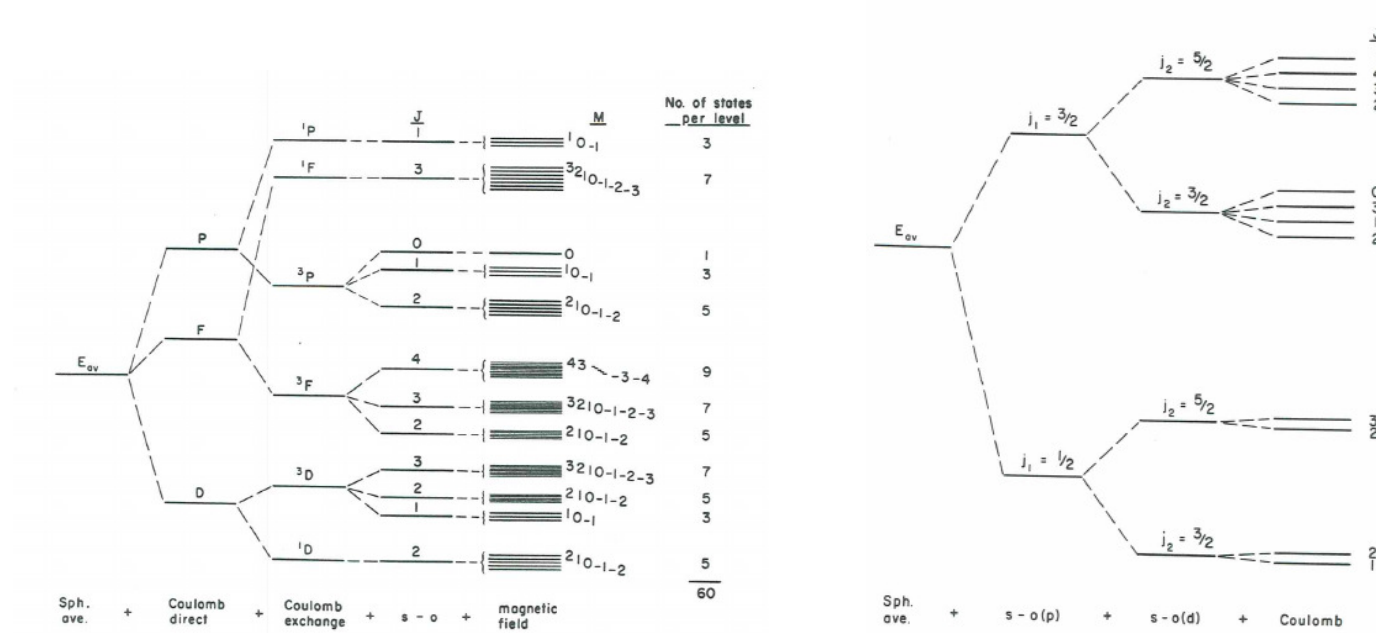 J
M
No. of states
per level
¹P
1
1 0 -1
3
¹F
3
3 2 1 0 -1 -2 -3
7
P
0
0
1
³P
1
1 0 -1
3
2
2 1 0 -1 -2
5
F
Eav
4
4 3 -3 -4
9
³F
3
3 2 1 0 -1 -2 -3
7
2
2 1 0 -1 -2
5
³D
3
3 2 1 0 -1 -2 -3
7
D
2
2 1 0 -1 -2
5
1
1 0 -1
3
¹D
2
2 1 0 -1 -2
5
60
Sph.
ave.
+
Coulomb
direct
+
Coulomb
exchange
+
s - o
+
magnetic
field
j₂ = 5/2
j₁ = 3/2
j₂ = 3/2
Eav
j₂ = 5/2
j₁ = 1/2
j₂ = 3/2
Sph.
ave.
+
s - o(p)
+
s - o(d)
+
Coulomb